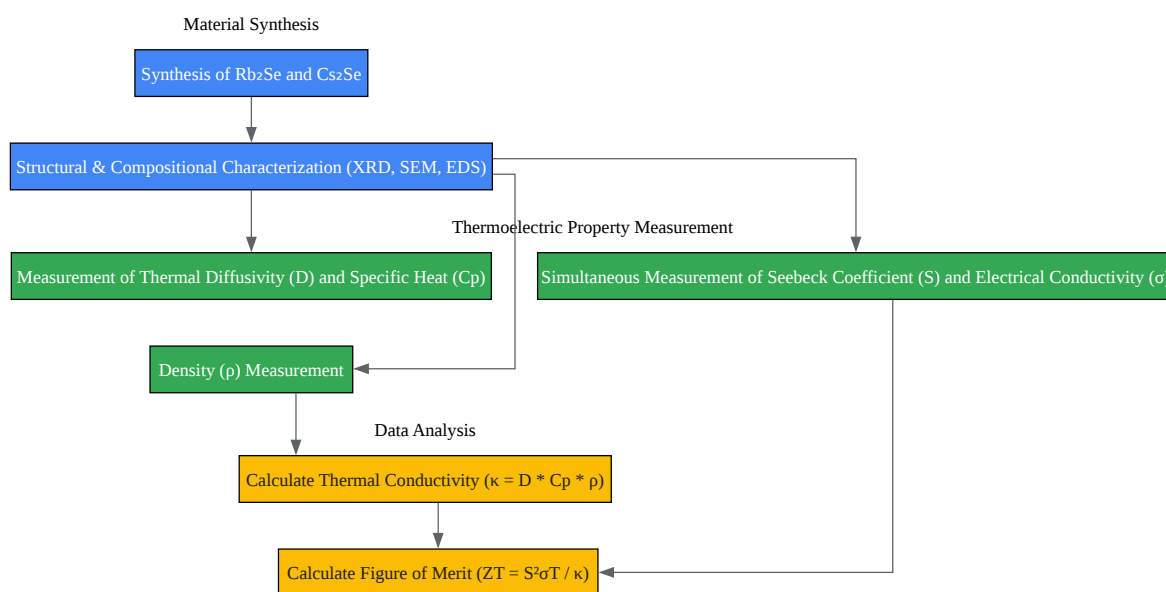 Material Synthesis
Synthesis of Rb₂Se and Cs₂Se
Structural & Compositional Characterization (XRD, SEM, EDS)
Thermoelectric Property Measurement
Measurement of Thermal Diffusivity (D) and Specific Heat (Cp)
Simultaneous Measurement of Seebeck Coefficient (S) and Electrical Conductivity (σ)
Density (ρ) Measurement
Data Analysis
Calculate Thermal Conductivity (κ = D * Cp * ρ)
Calculate Figure of Merit (ZT = S²σT / κ)